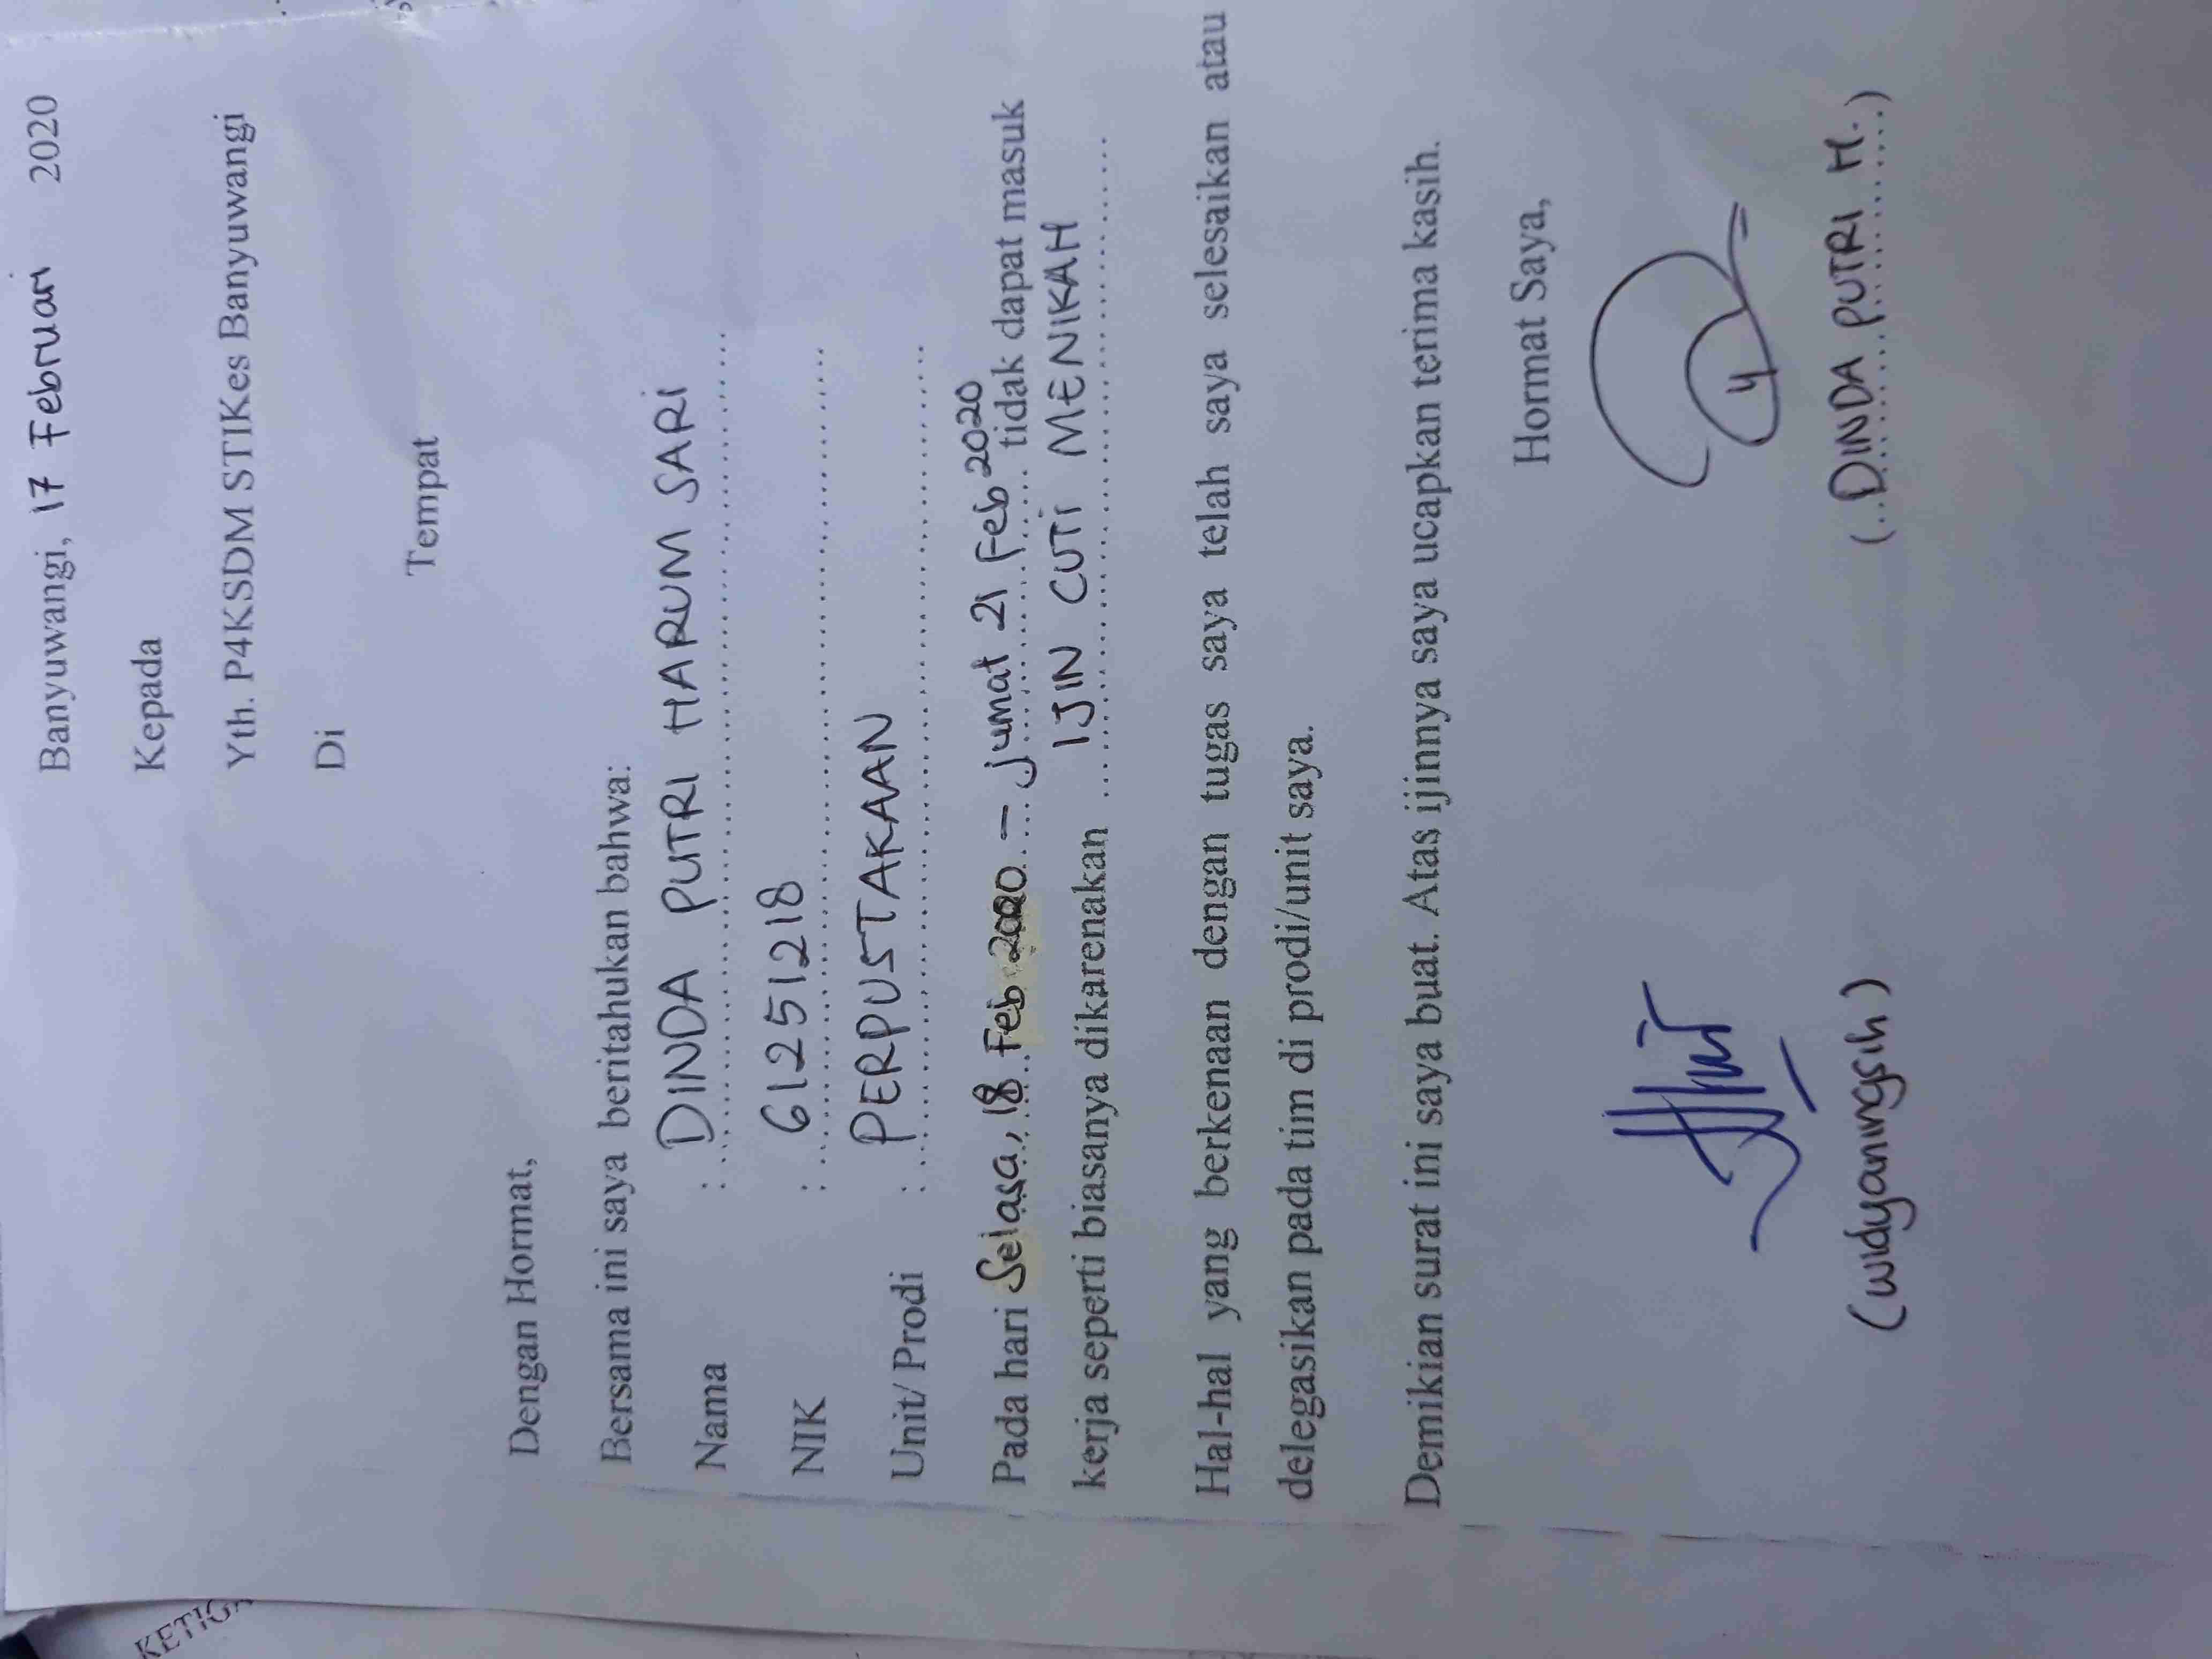 Banyuwangi, 17 Februari 2020
Kepada
Yth. P4KSDM STIKes Banyuwangi
Di
Tempat
Dengan Hormat,
Bersama ini saya beritahukan bahwa:
Nama : DINDA PUTRI HARUM SARI
NIK : 61251218
Unit/ Prodi : PERPUSTAKAAN
Pada hari Selasa, 18 Feb 2020 – jumat 21 Feb 2020 tidak dapat masuk
kerja seperti biasanya dikarenakan IJIN CUTI MENIKAH
Hal-hal yang berkenaan dengan tugas saya telah saya selesaikan atau
delegasikan pada tim di prodi/unit saya.
Demikian surat ini saya buat. Atas ijinnya saya ucapkan terima kasih.
Hormat Saya,
(widyaningsih) (DINDA PUTRI H.)